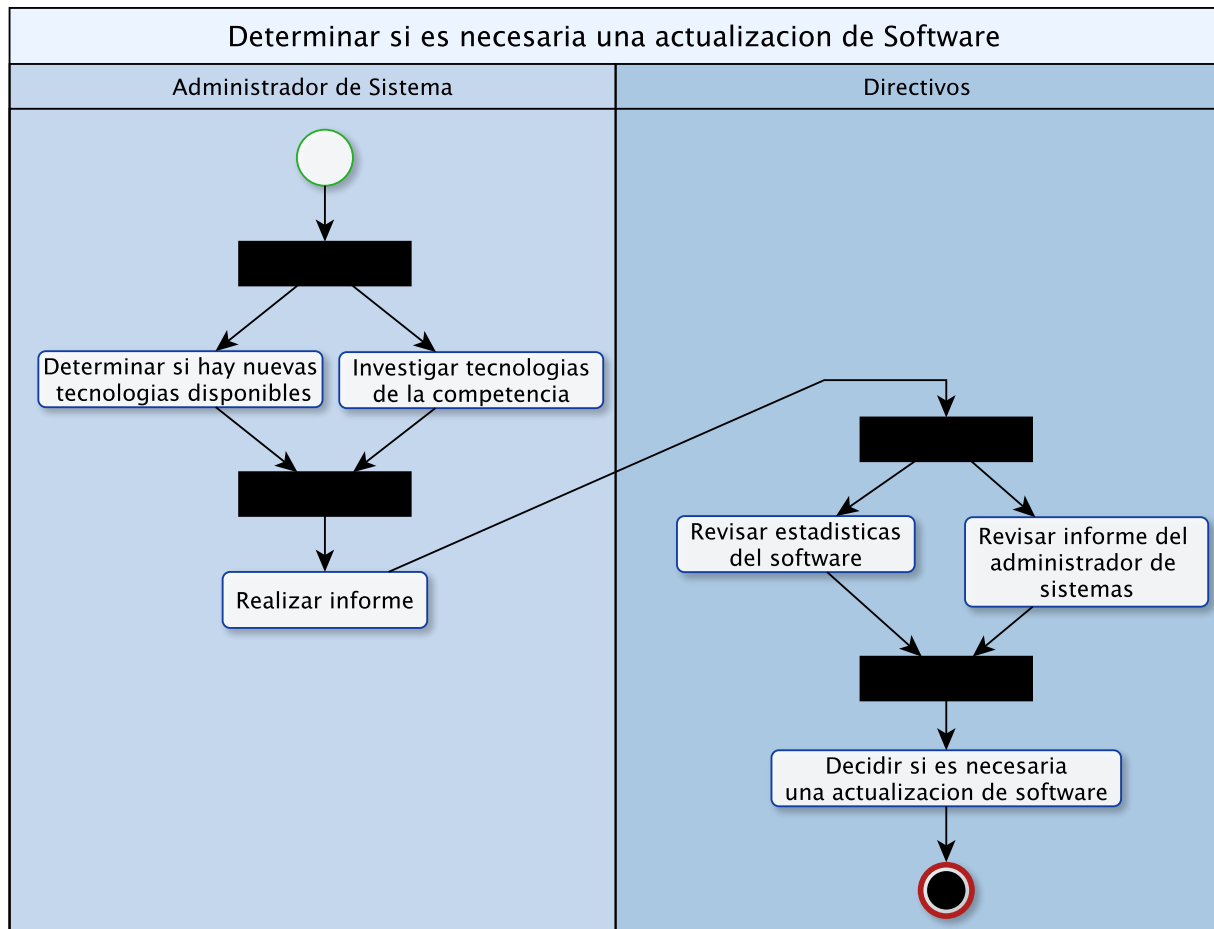 Determinar si es necesaria una actualizacion de Software
Administrador de Sistema
Directivos
Determinar si hay nuevas
tecnologias disponibles
Investigar tecnologias
de la competencia
Realizar informe
Revisar estadisticas
del software
Revisar informe del
administrador de
sistemas
Decidir si es necesaria
una actualizacion de software